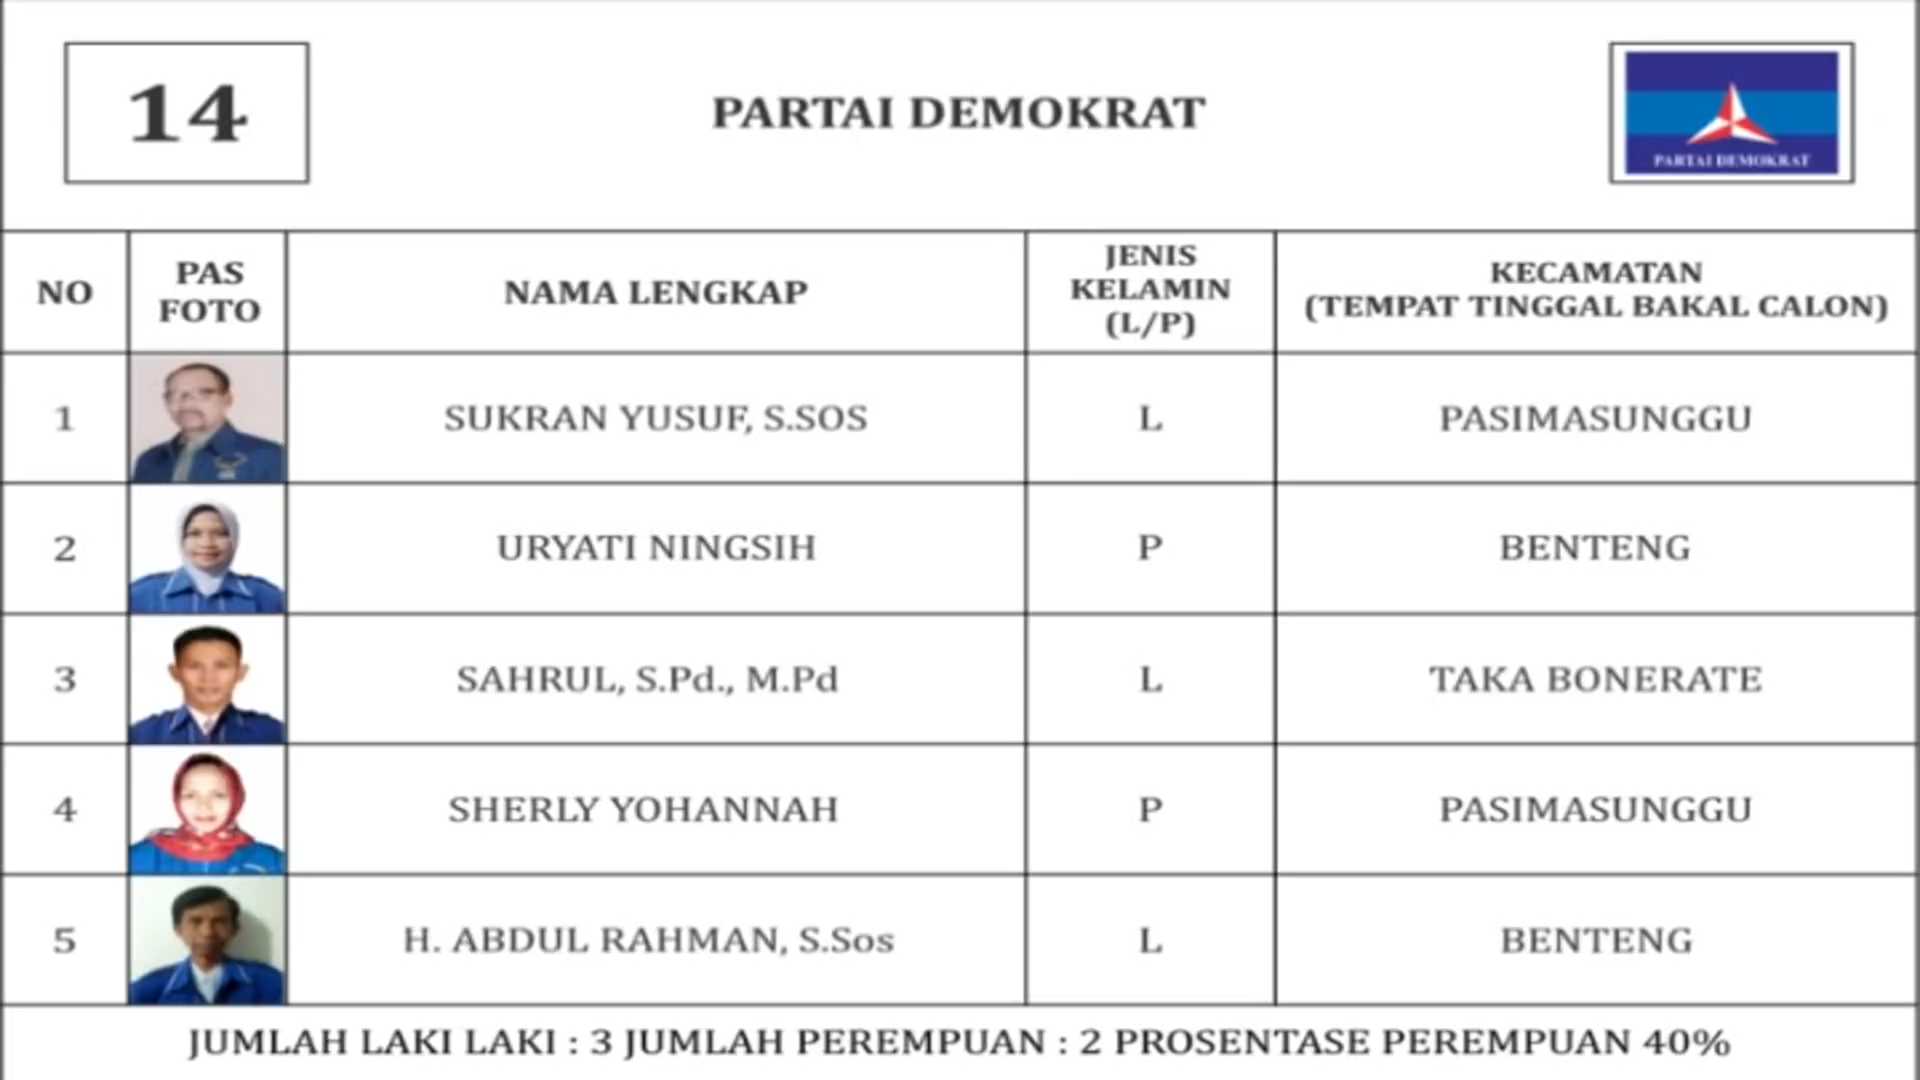 14
PARTAI DEMOKRAT
PARTAI DEMOKRAT
NO
PAS
FOTO
NAMA LENGKAP
JENIS
KELAMIN
(L/P)
KECAMATAN
(TEMPAT TINGGAL BAKAL CALON)
1 SUKRAN YUSUF, S.SOS L PASIMASUNGGU
2 URYATI NINGSIH P BENTENG
3 SAHRUL, S.Pd., M.Pd L TAKA BONERATE
4 SHERLY YOHANNAH P PASIMASUNGGU
5 H. ABDUL RAHMAN, S.Sos L BENTENG
JUMLAH LAKI LAKI : 3 JUMLAH PEREMPUAN : 2 PROSENTASE PEREMPUAN 40%